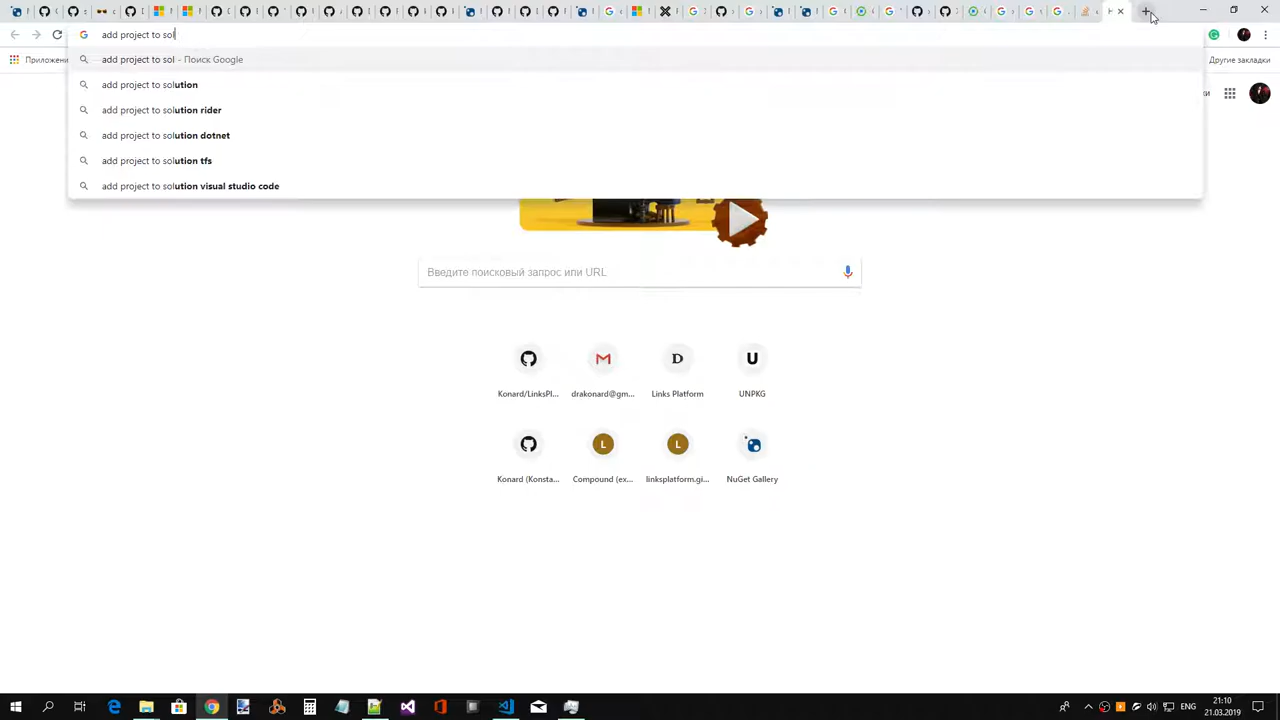 add project to sol
Приложени
Другие закладки
add project to sol - Поиск Google
add project to solution
add project to solution rider
add project to solution dotnet
add project to solution tfs
add project to solution visual studio code
ки
Введите поисковый запрос или URL
Konard/LinksPl...
drakonard@gm...
Links Platform
UNPKG
Konard (Konsta...
Compound (ex...
linksplatform.gi...
NuGet Gallery
ENG
21:10
21.03.2019